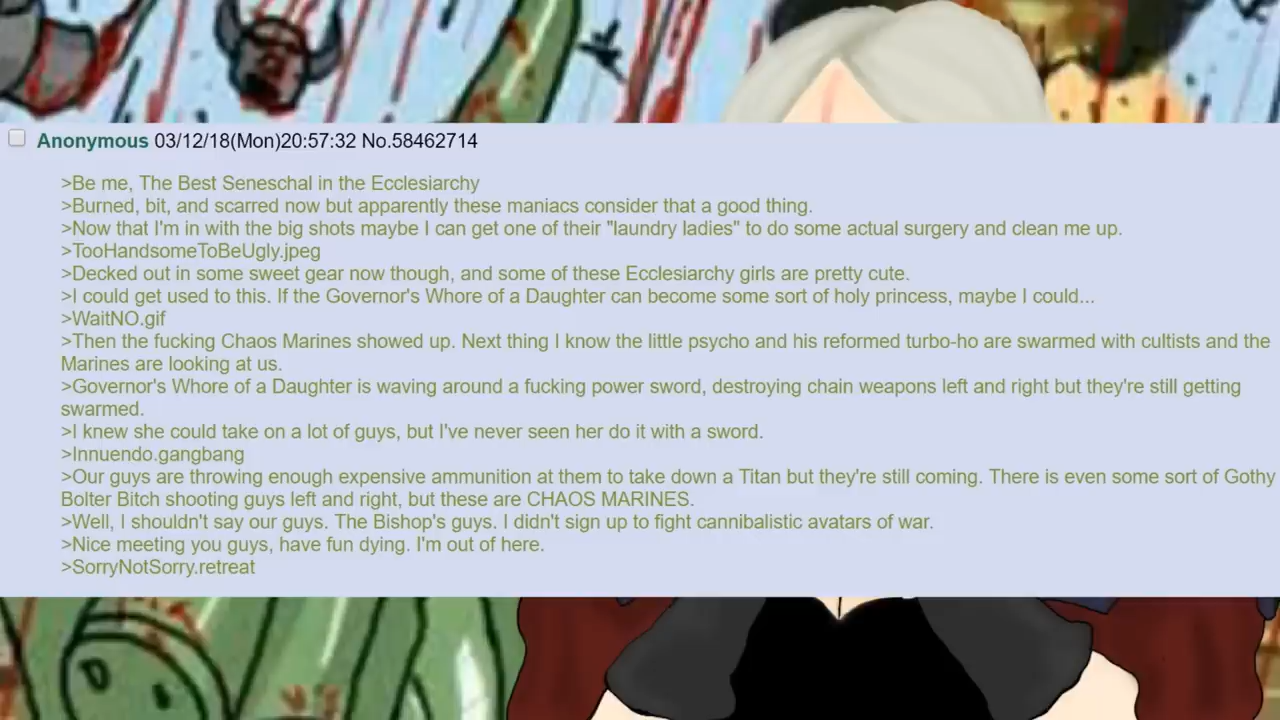 Anonymous 03/12/18(Mon)20:57:32 No.58462714
>Be me, The Best Seneschal in the Ecclesiarchy
>Burned, bit, and scarred now but apparently these maniacs consider that a good thing.
>Now that I'm in with the big shots maybe I can get one of their "laundry ladies" to do some actual surgery and clean me up.
>TooHandsomeToBeUgly.jpeg
>Decked out in some sweet gear now though, and some of these Ecclesiarchy girls are pretty cute.
>I could get used to this. If the Governor's Whore of a Daughter can become some sort of holy princess, maybe I could...
>WaitNO.gif
>Then the fucking Chaos Marines showed up. Next thing I know the little psycho and his reformed turbo-ho are swarmed with cultists and the
Marines are looking at us.
>Governor's Whore of a Daughter is waving around a fucking power sword, destroying chain weapons left and right but they're still getting
swarmed.
>I knew she could take on a lot of guys, but I've never seen her do it with a sword.
>Innuendo.gangbang
>Our guys are throwing enough expensive ammunition at them to take down a Titan but they're still coming. There is even some sort of Gothy
Bolter Bitch shooting guys left and right, but these are CHAOS MARINES.
>Well, I shouldn't say our guys. The Bishop's guys. I didn't sign up to fight cannibalistic avatars of war.
>Nice meeting you guys, have fun dying. I'm out of here.
>SorryNotSorry.retreat